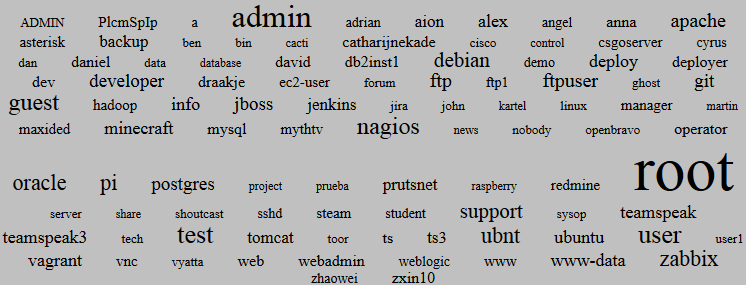 ADMIN PlcmSpIp a admin adrian aion alex angel anna apache
asterisk backup ben bin cacti catharijnekade cisco control csgoserver cyrus
dan daniel data database david db2inst1 debian demo deploy deployer
dev developer draakje ec2-user forum ftp ftp1 ftpuser ghost git
guest hadoop info jboss jenkins jira john kartel linux manager martin
maxided minecraft mysql mythtv nagios news nobody openbravo operator
oracle pi postgres project prueba prutsnet raspberry redmine root
server share shoutcast sshd steam student support sysop teamspeak
teamspeak3 tech test tomcat toor ts ts3 ubnt ubuntu user user1
vagrant vnc vyatta web webadmin weblogic www www-data zabbix
zhaowei zxin10